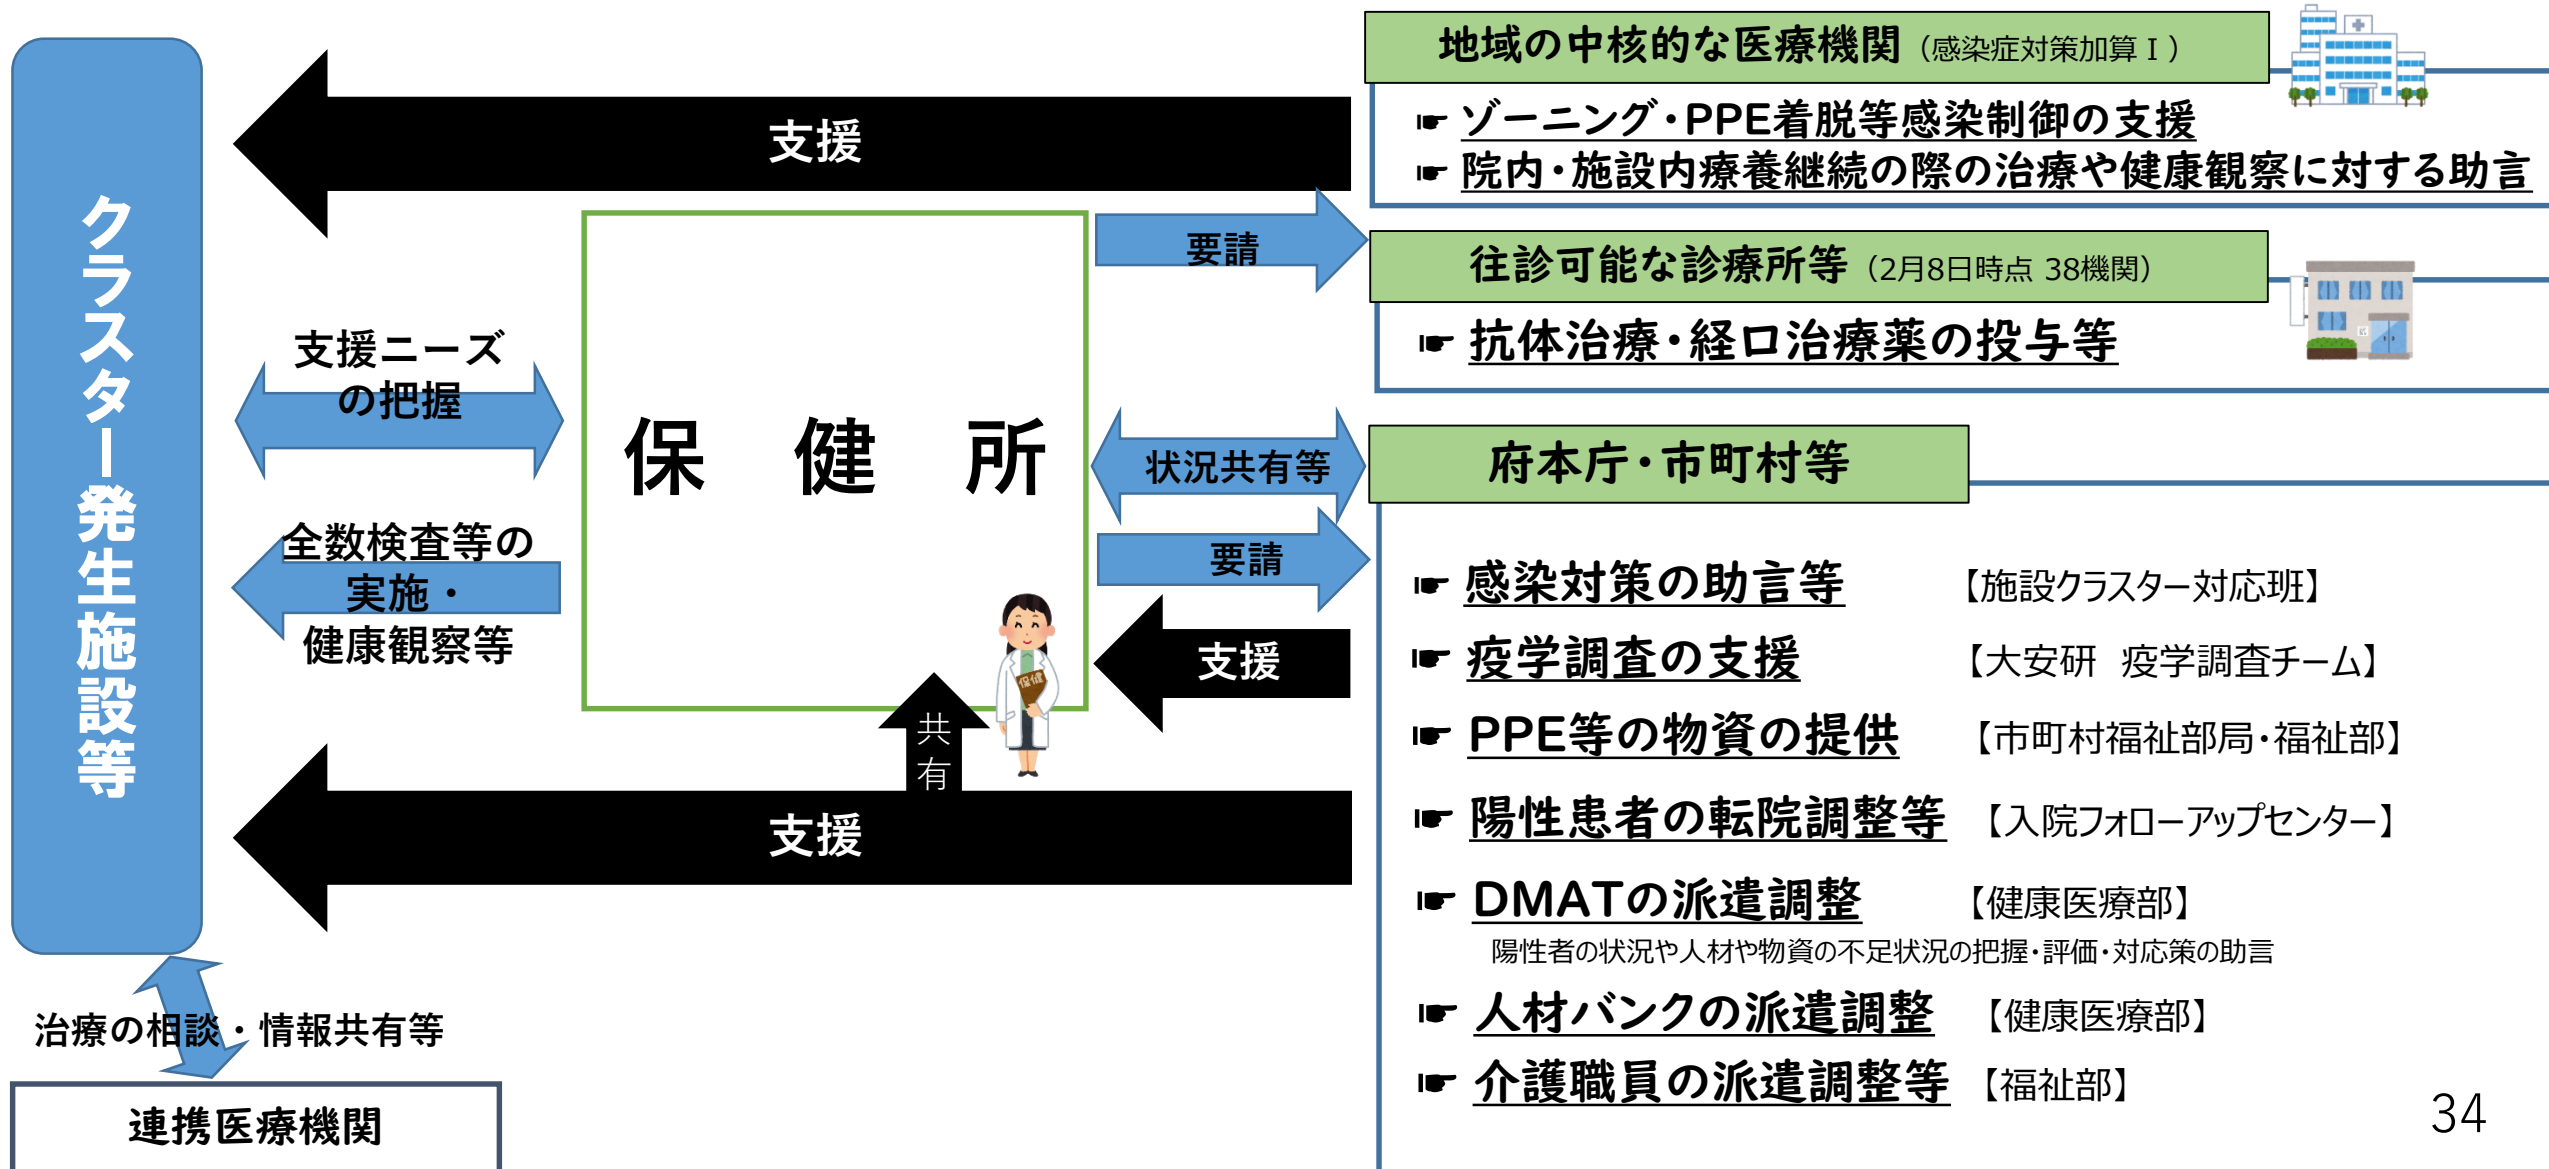 クラスター発生施設等
支援
支援ニーズ
の把握
全数検査等の
実施・
健康観察等
保 健 所
保健
共有
支援
治療の相談・情報共有等
連携医療機関
要請
状況共有等
要請
支援
地域の中核的な医療機関（感染症対策加算Ⅰ）
☛ ゾーニング・PPE着脱等感染制御の支援
☛ 院内・施設内療養継続の際の治療や健康観察に対する助言
往診可能な診療所等（2月8日時点 38機関）
☛ 抗体治療・経口治療薬の投与等
府本庁・市町村等
☛ 感染対策の助言等 【施設クラスター対応班】
☛ 疫学調査の支援 【大安研 疫学調査チーム】
☛ PPE等の物資の提供 【市町村福祉部局・福祉部】
☛ 陽性患者の転院調整等 【入院フォローアップセンター】
☛ DMATの派遣調整 【健康医療部】
陽性者の状況や人材や物資の不足状況の把握・評価・対応策の助言
☛ 人材バンクの派遣調整 【健康医療部】
☛ 介護職員の派遣調整等 【福祉部】
34